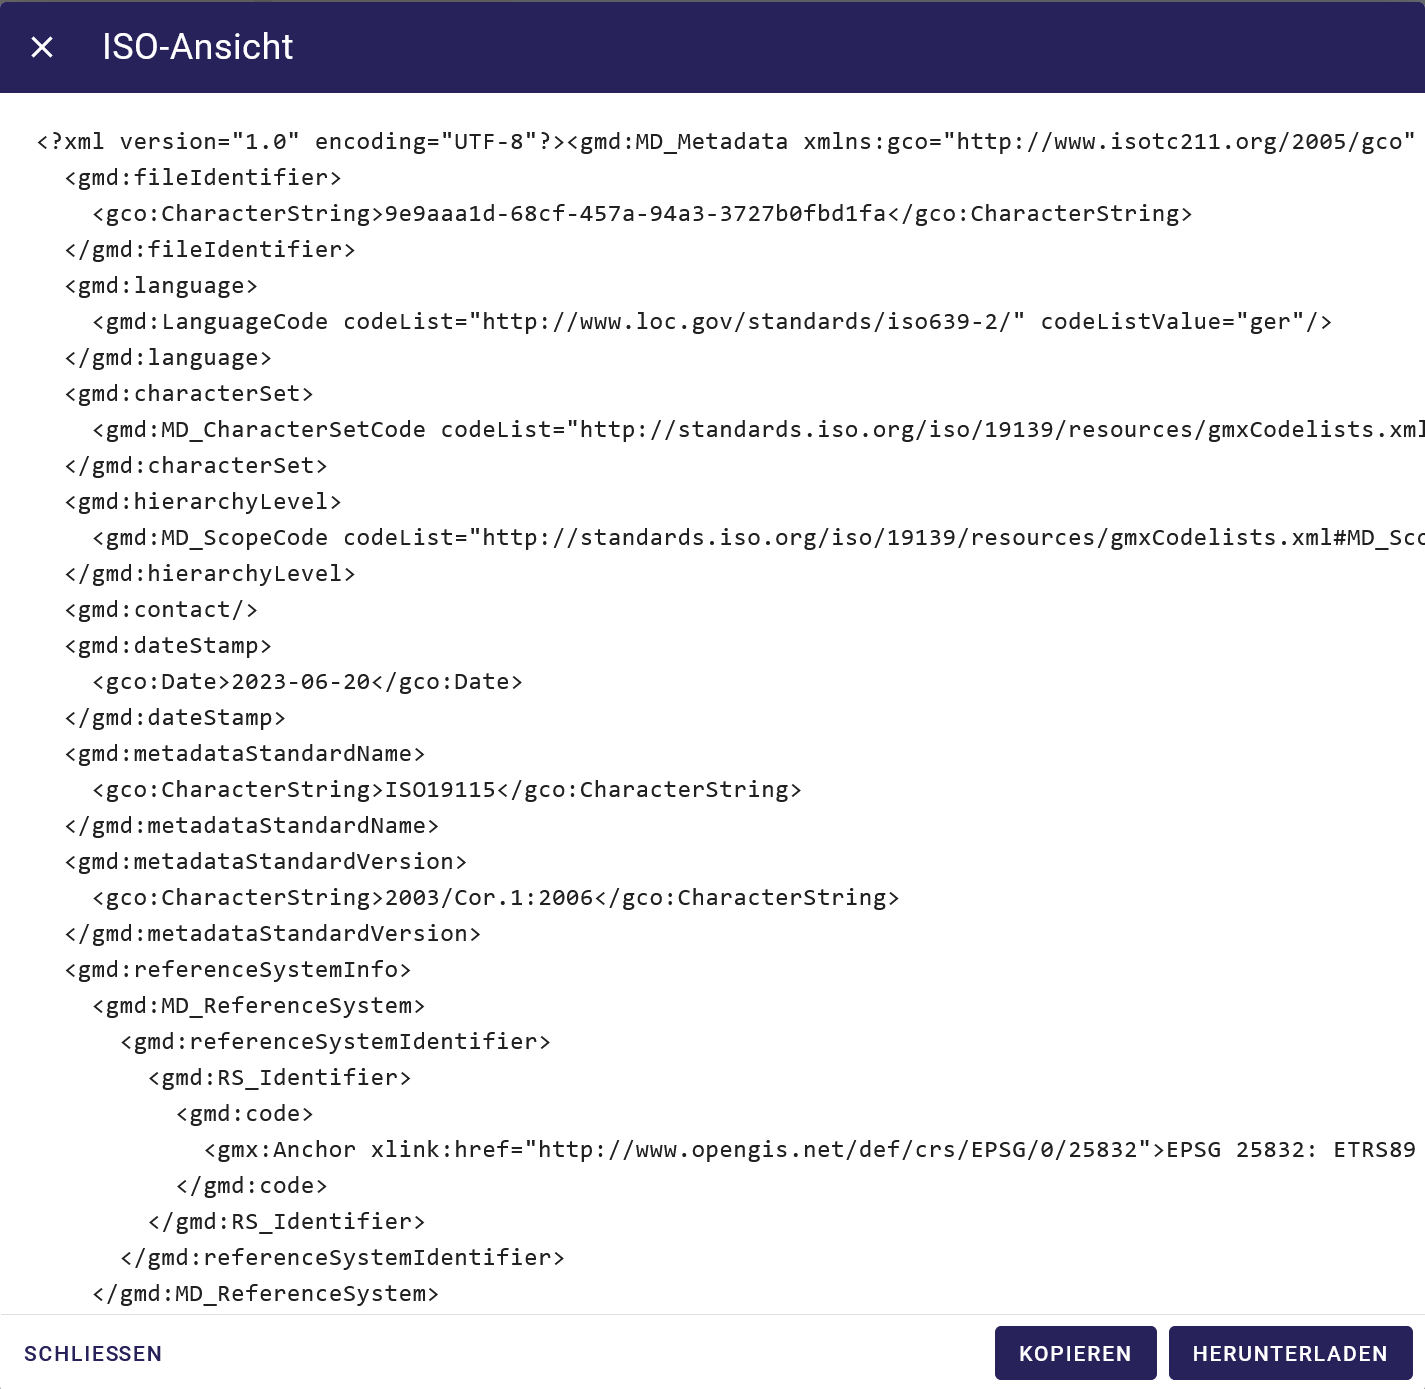 ISO-Ansicht
<?xml version="1.0" encoding="UTF-8"?><gmd:MD_Metadata xmlns:gco="http://www.isotc211.org/2005/gco"
<gmd:fileIdentifier>
<gco:CharacterString>9e9aaa1d-68cf-457a-94a3-3727b0fbd1fa</gco:CharacterString>
</gmd:fileIdentifier>
<gmd:language>
<gmd:LanguageCode codeList="http://www.loc.gov/standards/iso639-2/" codeListValue="ger"/>
</gmd:language>
<gmd:characterSet>
<gmd:MD_CharacterSetCode codeList="http://standards.iso.org/iso/19139/resources/gmxCodelists.xml
</gmd:characterSet>
<gmd:hierarchyLevel>
<gmd:MD_ScopeCode codeList="http://standards.iso.org/iso/19139/resources/gmxCodelists.xml#MD_Sco
</gmd:hierarchyLevel>
<gmd:contact/>
<gmd:dateStamp>
<gco:Date>2023-06-20</gco:Date>
</gmd:dateStamp>
<gmd:metadataStandardName>
<gco:CharacterString>ISO19115</gco:CharacterString>
</gmd:metadataStandardName>
<gmd:metadataStandardVersion>
<gco:CharacterString>2003/Cor.1:2006</gco:CharacterString>
</gmd:metadataStandardVersion>
<gmd:referenceSystemInfo>
<gmd:MD_ReferenceSystem>
<gmd:referenceSystemIdentifier>
<gmd:RS_Identifier>
<gmd:code>
<gmx:Anchor xlink:href="http://www.opengis.net/def/crs/EPSG/0/25832">EPSG 25832: ETRS89
</gmd:code>
</gmd:RS_Identifier>
</gmd:referenceSystemIdentifier>
</gmd:MD_ReferenceSystem>
SCHLIESSEN KOPIEREN HERUNTERLADEN